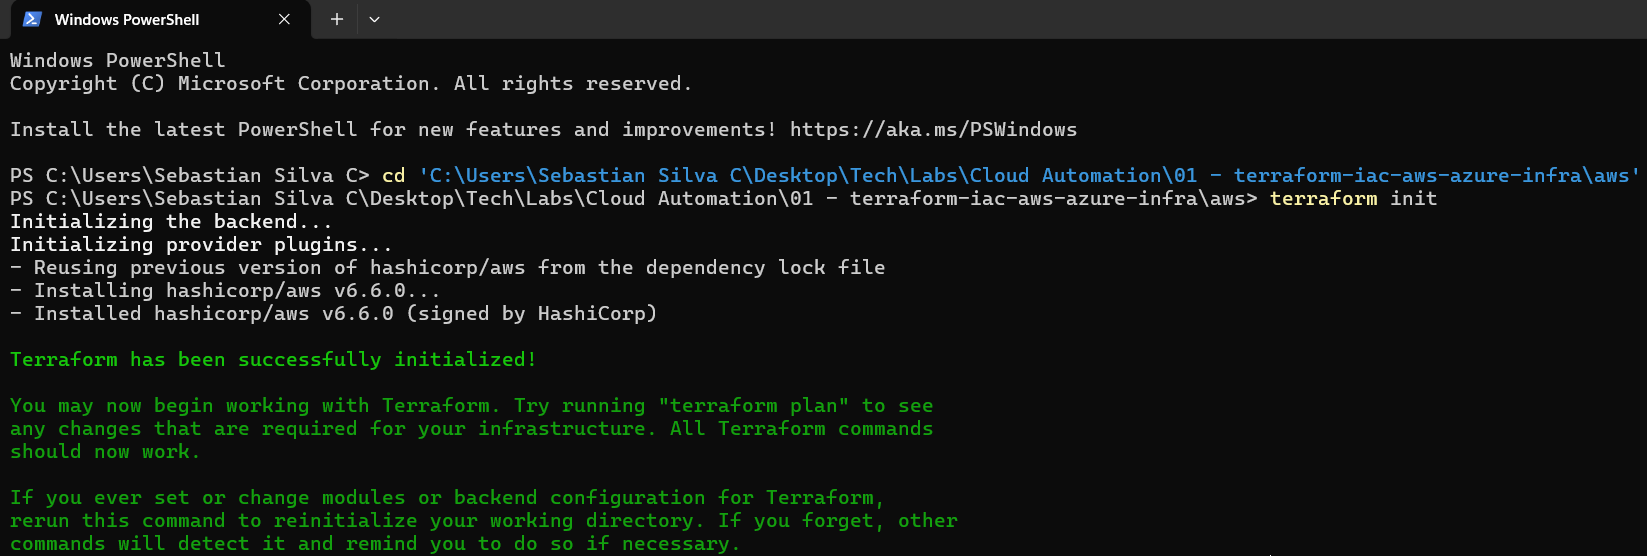 Windows PowerShell
Windows PowerShell
Copyright (C) Microsoft Corporation. All rights reserved.
Install the latest PowerShell for new features and improvements! https://aka.ms/PSWindows
PS C:\Users\Sebastian Silva C> cd 'C:\Users\Sebastian Silva C\Desktop\Tech\Labs\Cloud Automation\01 - terraform-iac-aws-azure-infra\aws'
PS C:\Users\Sebastian Silva C\Desktop\Tech\Labs\Cloud Automation\01 - terraform-iac-aws-azure-infra\aws> terraform init
Initializing the backend...
Initializing provider plugins...
- Reusing previous version of hashicorp/aws from the dependency lock file
- Installing hashicorp/aws v6.6.0...
- Installed hashicorp/aws v6.6.0 (signed by HashiCorp)
Terraform has been successfully initialized!
You may now begin working with Terraform. Try running "terraform plan" to see
any changes that are required for your infrastructure. All Terraform commands
should now work.
If you ever set or change modules or backend configuration for Terraform,
rerun this command to reinitialize your working directory. If you forget, other
commands will detect it and remind you to do so if necessary.